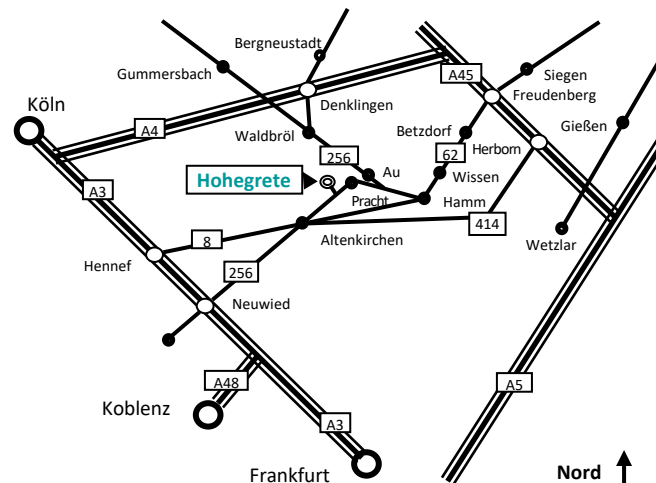 Bergneustadt
Gummersbach
A45
Siegen
Freudenberg
Köln
Denklingen
A4
Gießen
Waldbröl
Betzdorf
256
62
Herborn
Au
Hohegrete
Wissen
A3
Pracht
Hamm
414
Altenkirchen
Wetzlar
8
Hennef
256
Neuwied
A48
A5
Koblenz
A3
Frankfurt
Nord